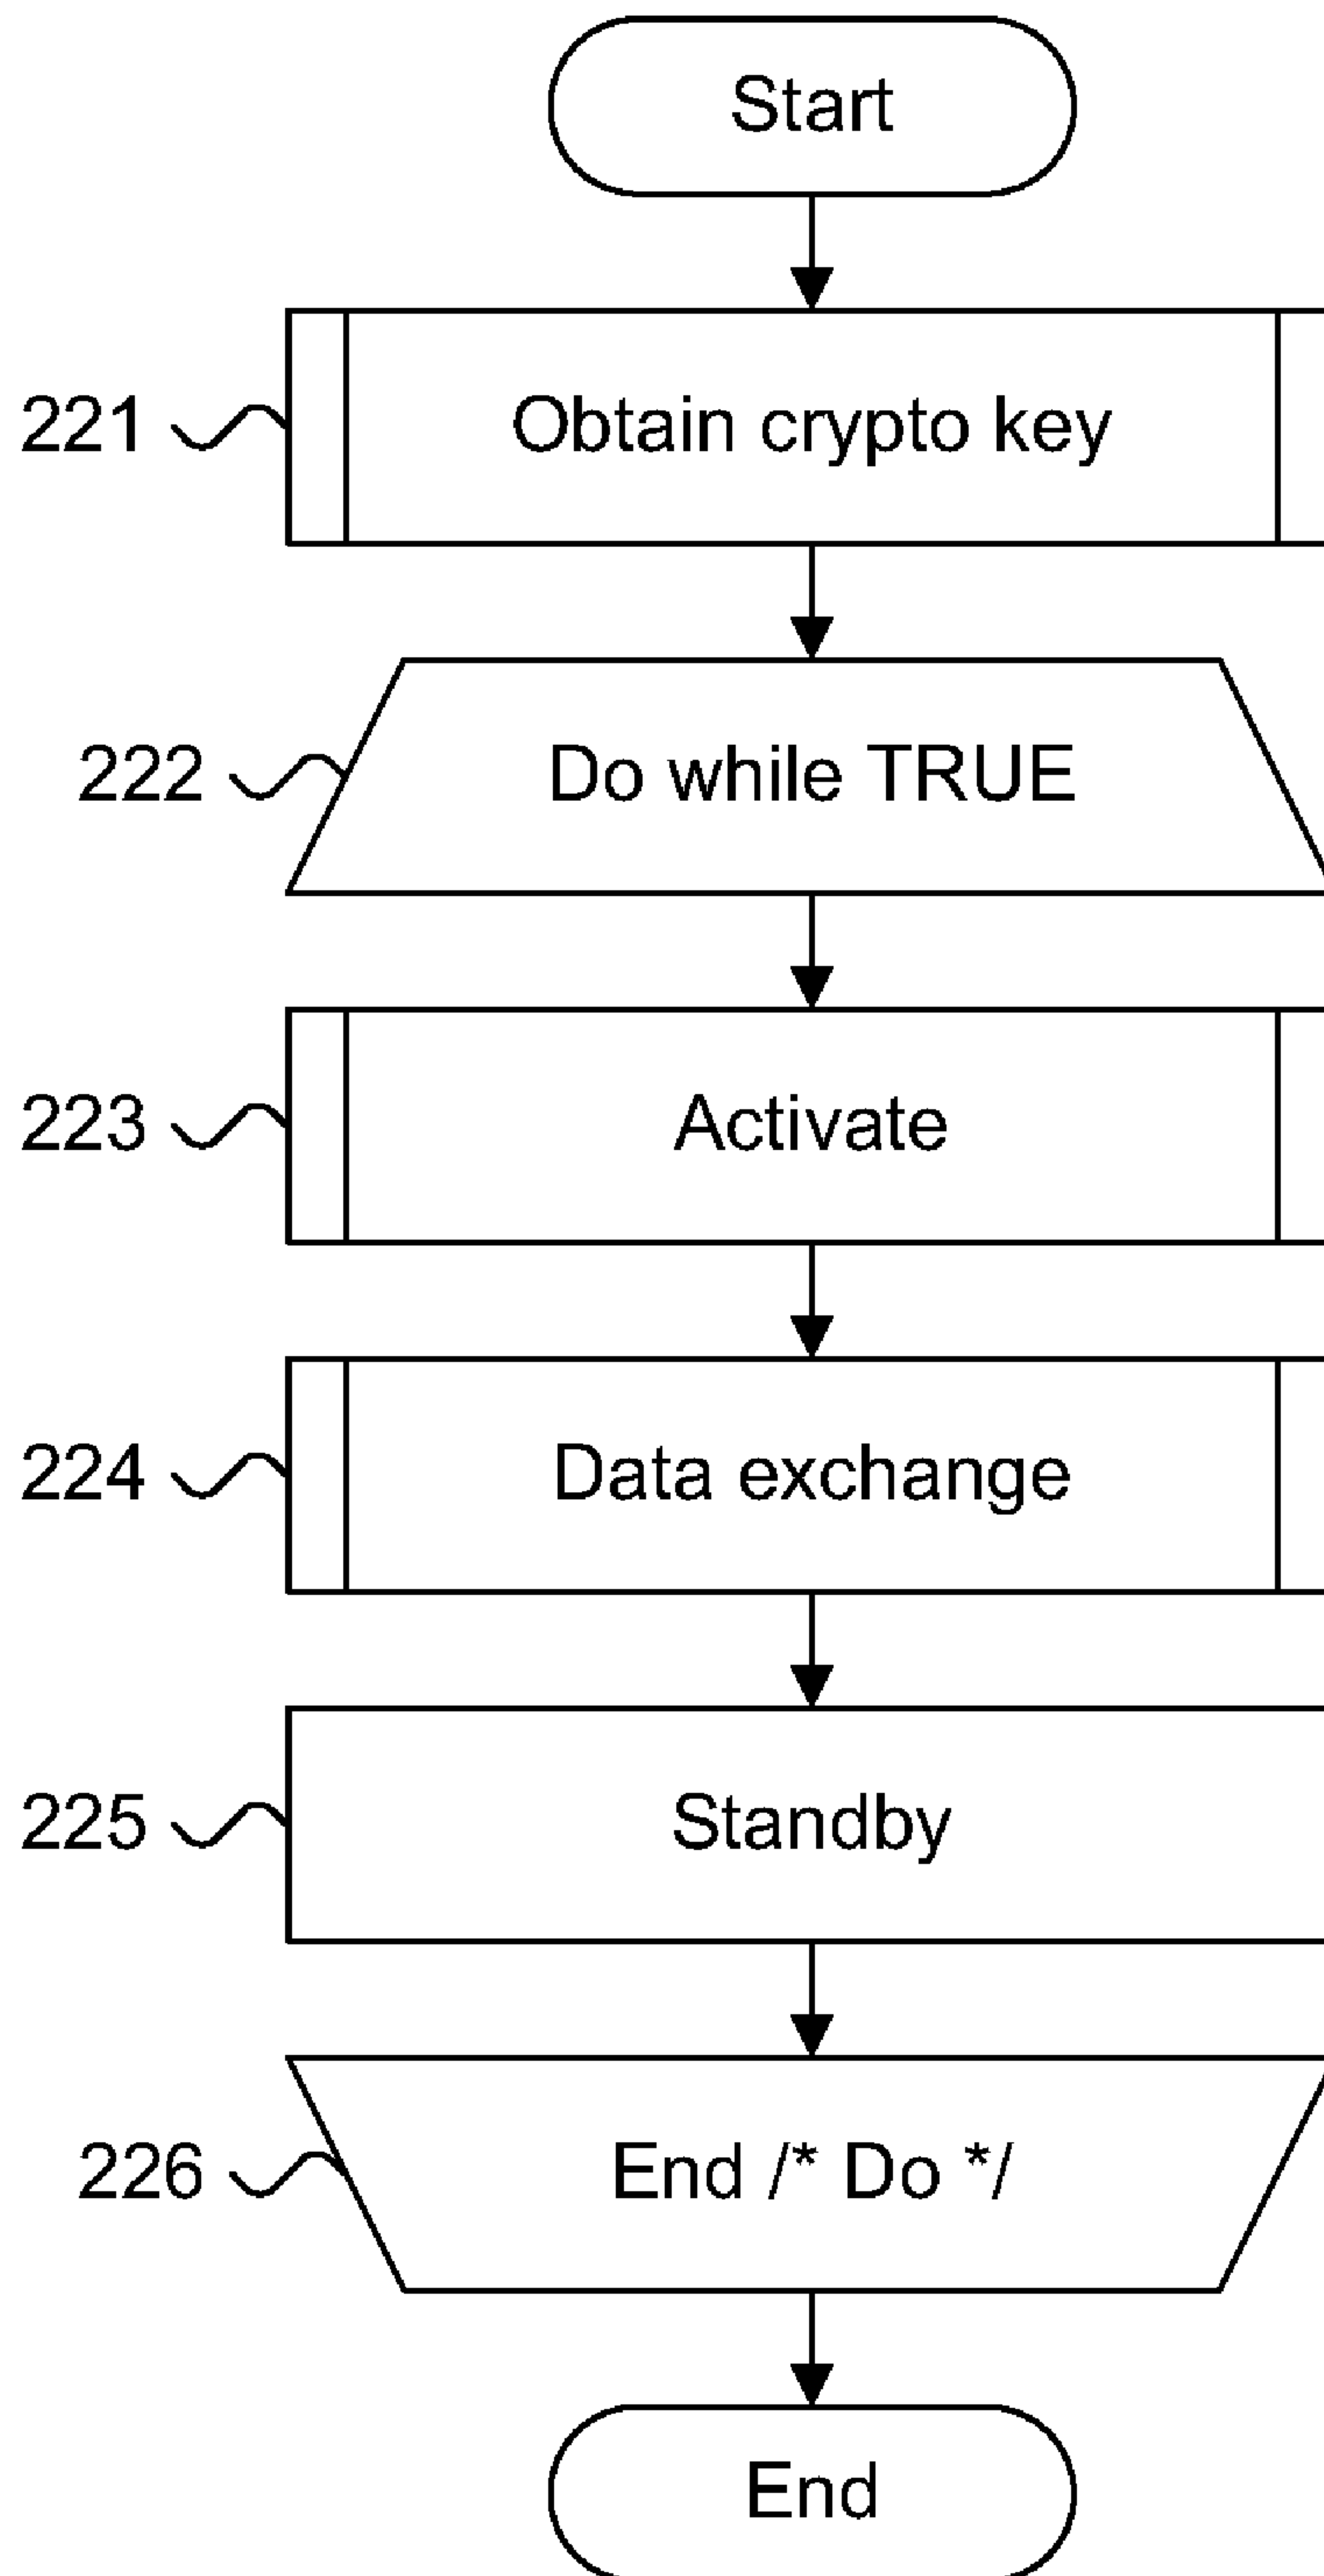 Start
221 Obtain crypto key
222 Do while TRUE
223 Activate
224 Data exchange
225 Standby
226 End /* Do */
End